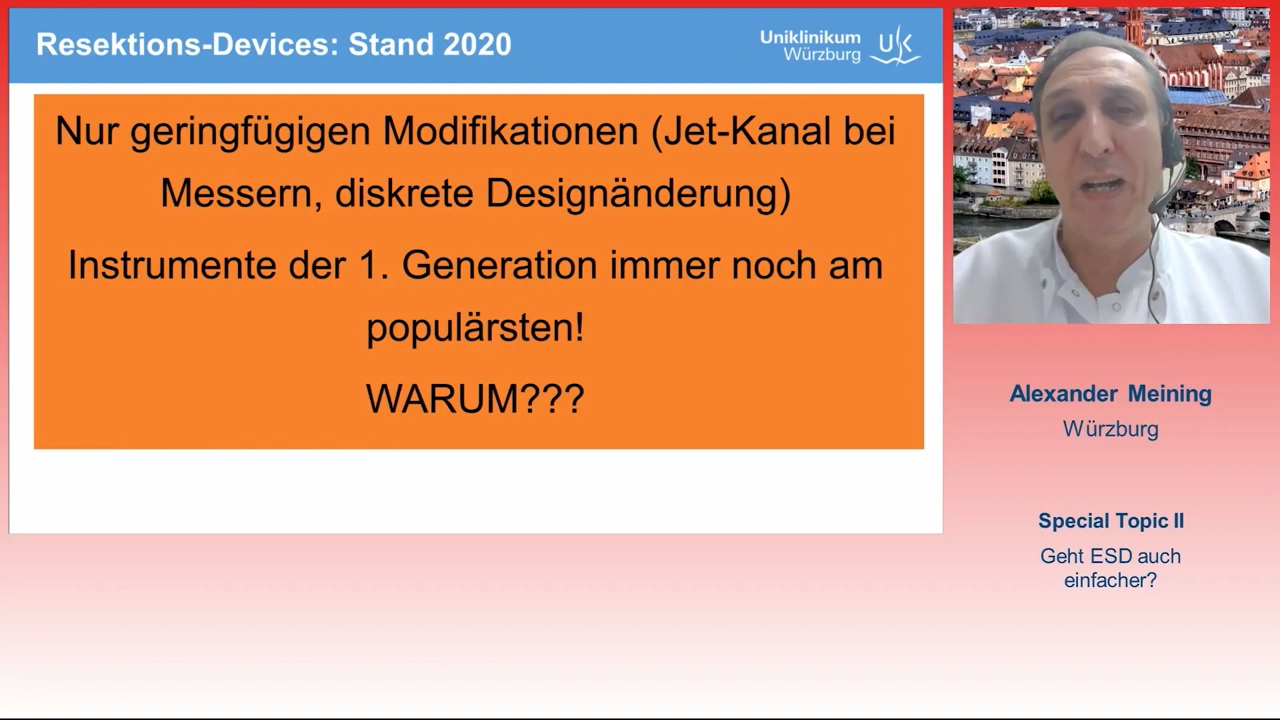 Resektions-Devices: Stand 2020
Uniklinikum
Würzburg
UK
Nur geringfügigen Modifikationen (Jet-Kanal bei
Messern, diskrete Designänderung)
Instrumente der 1. Generation immer noch am
populärsten!
WARUM???
Alexander Meining
Würzburg
Special Topic II
Geht ESD auch
einfacher?